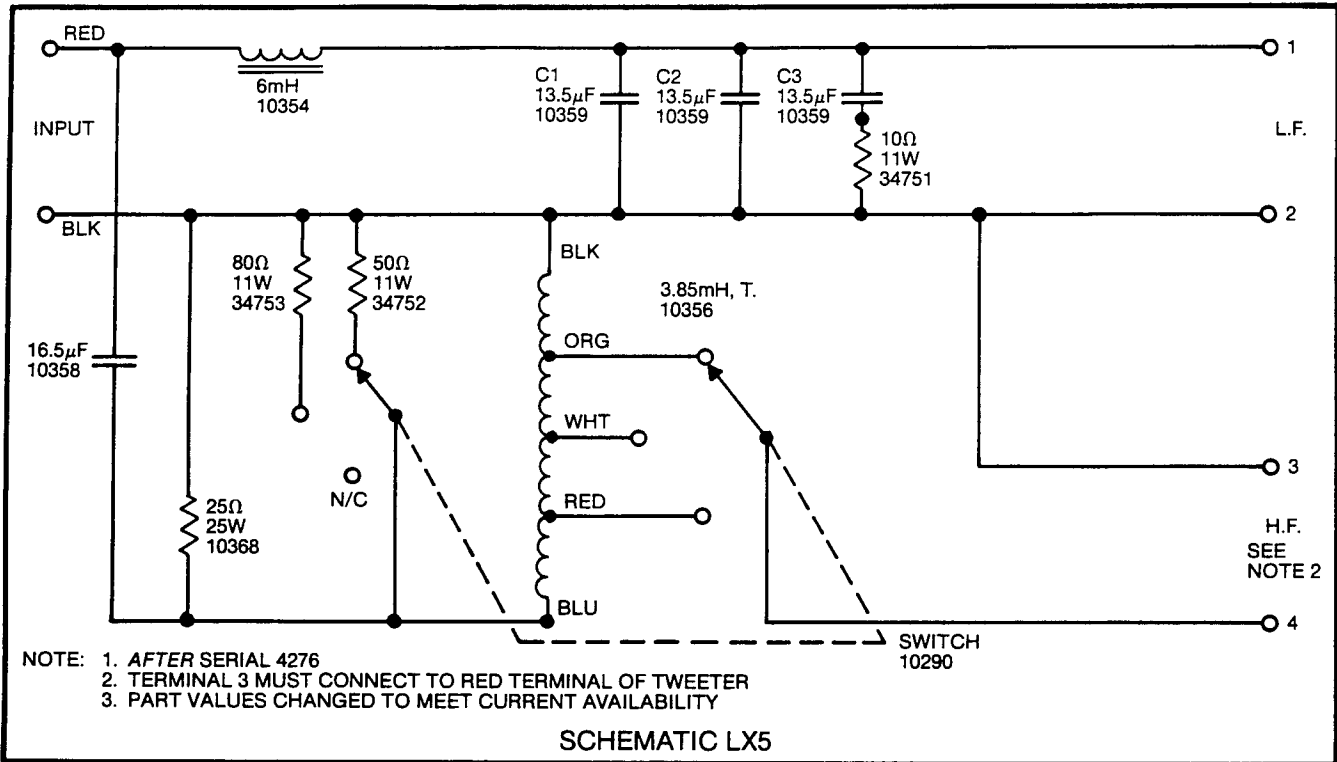 RED
6mH
10354
C1
13.5µF
10359
C2
13.5µF
10359
C3
13.5µF
10359
1
INPUT
10Ω
11W
34751
L.F.
BLK
2
80Ω
11W
34753
50Ω
11W
34752
BLK
3.85mH, T.
10356
ORG
16.5µF
10358
WHT
N/C
RED
3
25Ω
25W
10368
H.F.
SEE
NOTE 2
BLU
4
SWITCH
10290
NOTE: 1. AFTER SERIAL 4276
2. TERMINAL 3 MUST CONNECT TO RED TERMINAL OF TWEETER
3. PART VALUES CHANGED TO MEET CURRENT AVAILABILITY
SCHEMATIC LX5